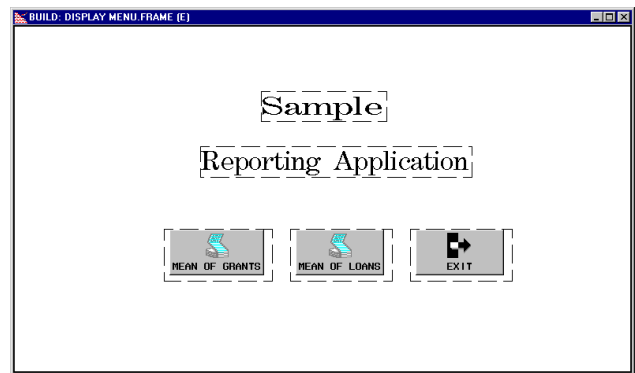 BUILD: DISPLAY MENU.FRAME (E)
Sample
Reporting Application
MEAN OF GRANTS
MEAN OF LOANS
EXIT